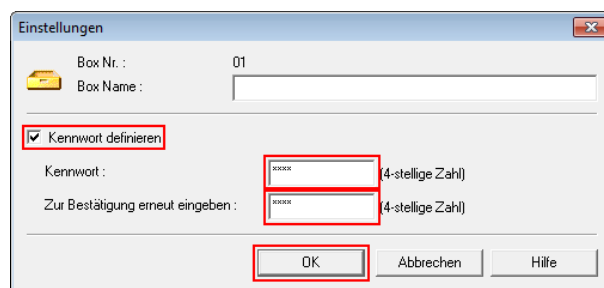 Einstellungen
Box Nr. : 01
Box Name :
Kennwort definieren
Kennwort : **** (4-stellige Zahl)
Zur Bestätigung erneut eingeben : **** (4-stellige Zahl)
OK Abbrechen Hilfe